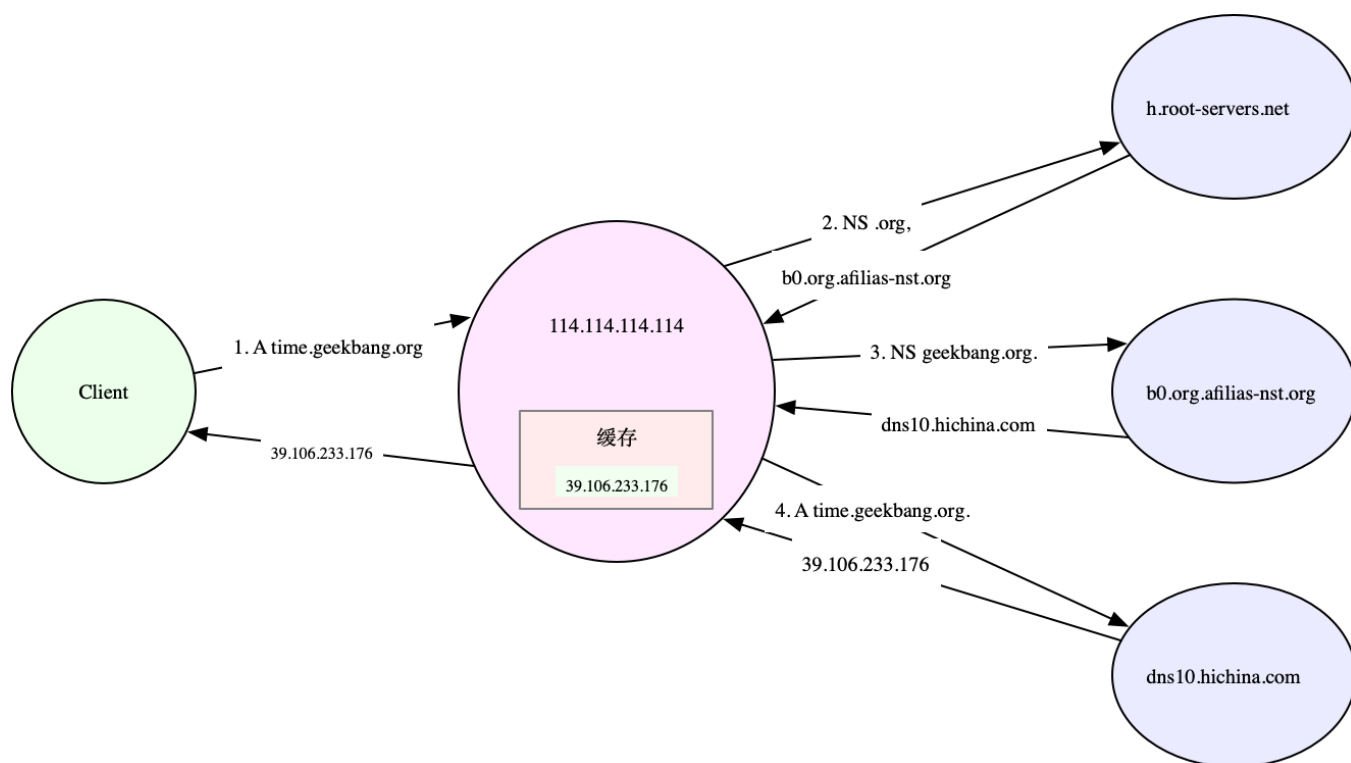 h.root-servers.net
2. NS .org,
b0.org.afilias-nst.org
114.114.114.114
1. A time.geekbang.org
3. NS geekbang.org.
Client
b0.org.afilias-nst.org
dns10.hichina.com
缓存
39.106.233.176
39.106.233.176
4. A time.geekbang.org.
39.106.233.176
dns10.hichina.com